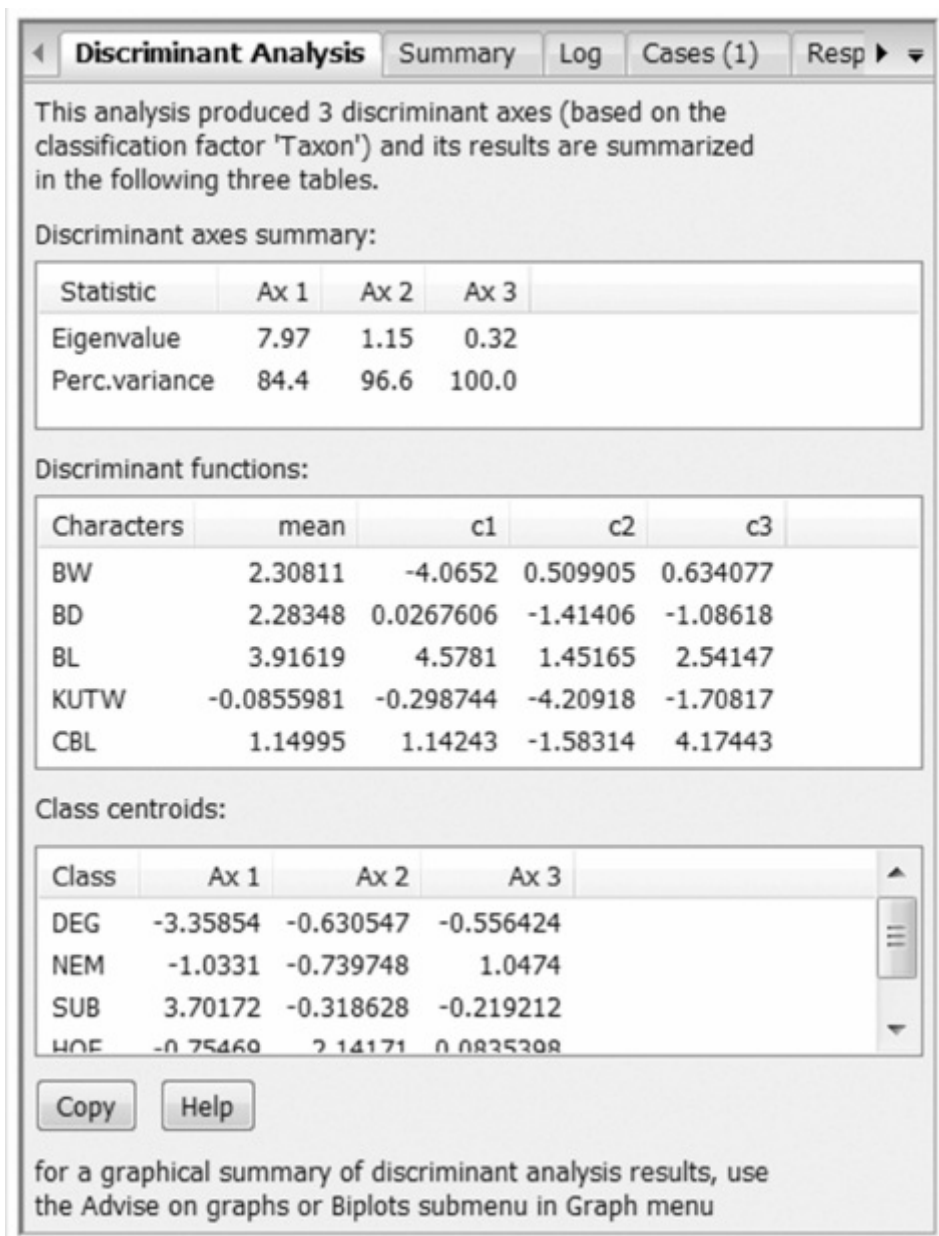 Discriminant Analysis Summary Log Cases (1) Resp
This analysis produced 3 discriminant axes (based on the
classification factor 'Taxon') and its results are summarized
in the following three tables.
Discriminant axes summary:
Statistic Ax 1 Ax 2 Ax 3
Eigenvalue 7.97 1.15 0.32
Perc.variance 84.4 96.6 100.0
Discriminant functions:
Characters mean c1 c2 c3
BW 2.30811 -4.0652 0.509905 0.634077
BD 2.28348 0.0267606 -1.41406 -1.08618
BL 3.91619 4.5781 1.45165 2.54147
KUTW -0.0855981 -0.298744 -4.20918 -1.70817
CBL 1.14995 1.14243 -1.58314 4.17443
Class centroids:
Class Ax 1 Ax 2 Ax 3
DEG -3.35854 -0.630547 -0.556424
NEM -1.0331 -0.739748 1.0474
SUB 3.70172 -0.318628 -0.219212
HOE -0.75469 2.14171 0.0835398
Copy Help
for a graphical summary of discriminant analysis results, use
the Advise on graphs or Biplots submenu in Graph menu